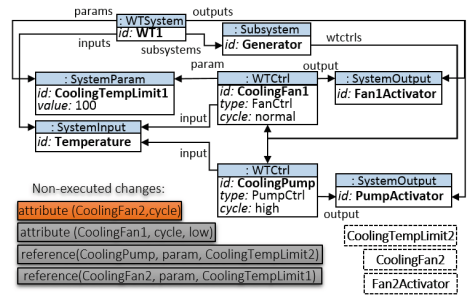 params
outputs
: WTSystem
id: WT1
inputs
subsystems
: Subsystem
id: Generator
wtctrls
param
output
: SystemParam
id: CoolingTempLimit1
value: 100
: WTCtrl
id: CoolingFan1
type: FanCtrl
cycle: normal
: SystemOutput
id: Fan1Activator
input
: SystemInput
id: Temperature
input
: WTCtrl
id: CoolingPump
type: PumpCtrl
cycle: high
: SystemOutput
id: PumpActivator
output
Non-executed changes:
attribute (CoolingFan2,cycle)
attribute (CoolingFan1, cycle, low)
reference(CoolingPump, param, CoolingTempLimit2)
reference(CoolingFan2, param, CoolingTempLimit1)
CoolingTempLimit2
CoolingFan2
Fan2Activator